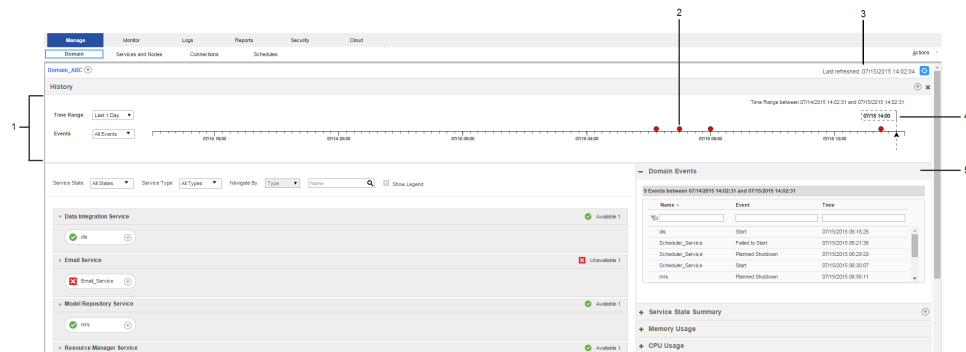 2
3
Manage Monitor Logs Reports Security Cloud
Domain Services and Nodes Connections Schedules Actions
Domain_ABC Last refreshed: 07/15/2015 14:02:04
History
Time Range between 07/14/2015 14:02:31 and 07/15/2015 14:02:31
1
Time Range Last 1 Day 07/15 14:00 4
Events All Events
07/14 16:00 07/14 20:00 07/15 00:00 07/15 04:00 07/15 08:00 07/15 12:00
Domain Events 5
Service State All States Service Type All Types Navigate By Type Name Show Legend
9 Events between 07/14/2015 14:02:31 and 07/15/2015 14:02:31
Name Event Time
Data Integration Service Available 1
dis
dis Start 07/15/2015 06:18:26
Scheduler_Service Failed to Start 07/15/2015 06:21:36
Scheduler_Service Planned Shutdown 07/15/2015 06:29:29
Email Service Unavailable 1
Scheduler_Service Start 07/15/2015 06:30:07
Email_Service
mrs Planned Shutdown 07/15/2015 06:56:11
Model Repository Service Available 1
Service State Summary
mrs
Memory Usage
Resource Manager Service Available 1
CPU Usage